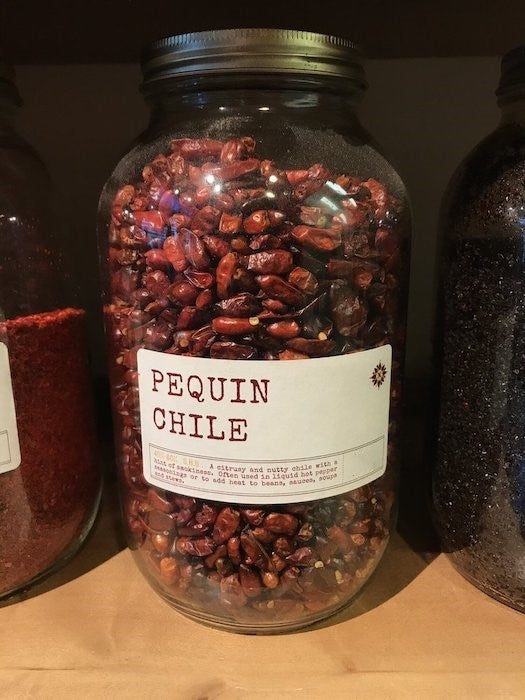 PEQUIN
CHILE
A citrusy and nutty chile with a
hint of smokiness. Often used in liquid hot pepper
seasonings or to add heat to beans, sauces, soups
and stews.